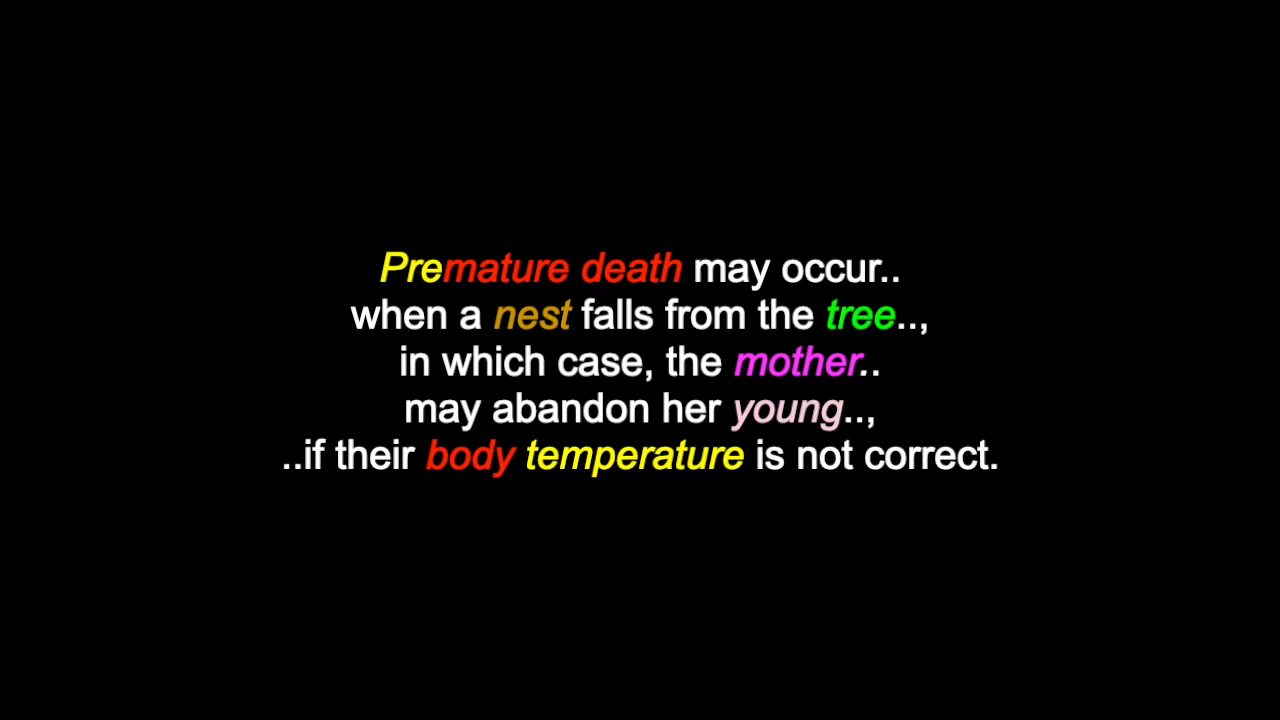 Premature death may occur..
when a nest falls from the tree..,
in which case, the mother..
may abandon her young..,
..if their body temperature is not correct.